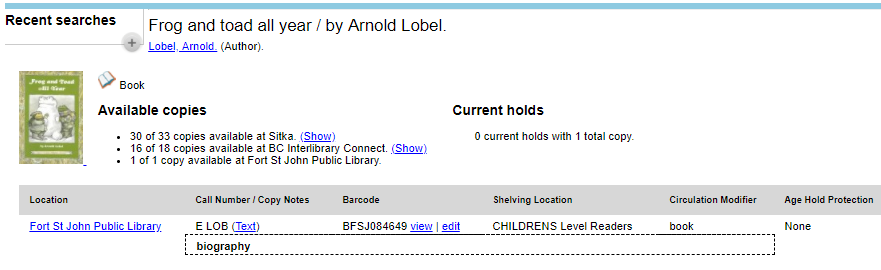 Recent searches
+
Frog and toad all year / by Arnold Lobel.
Lobel, Arnold. (Author).
Frog and Toad
All Year
by Arnold Lobel
Book
Available copies
30 of 33 copies available at Sitka. (Show)
16 of 18 copies available at BC Interlibrary Connect. (Show)
1 of 1 copy available at Fort St John Public Library.
Current holds
0 current holds with 1 total copy.
Location Call Number / Copy Notes Barcode Shelving Location Circulation Modifier Age Hold Protection
Fort St John Public Library E LOB (Text) BFSJ084649 view | edit CHILDRENS Level Readers book None
biography